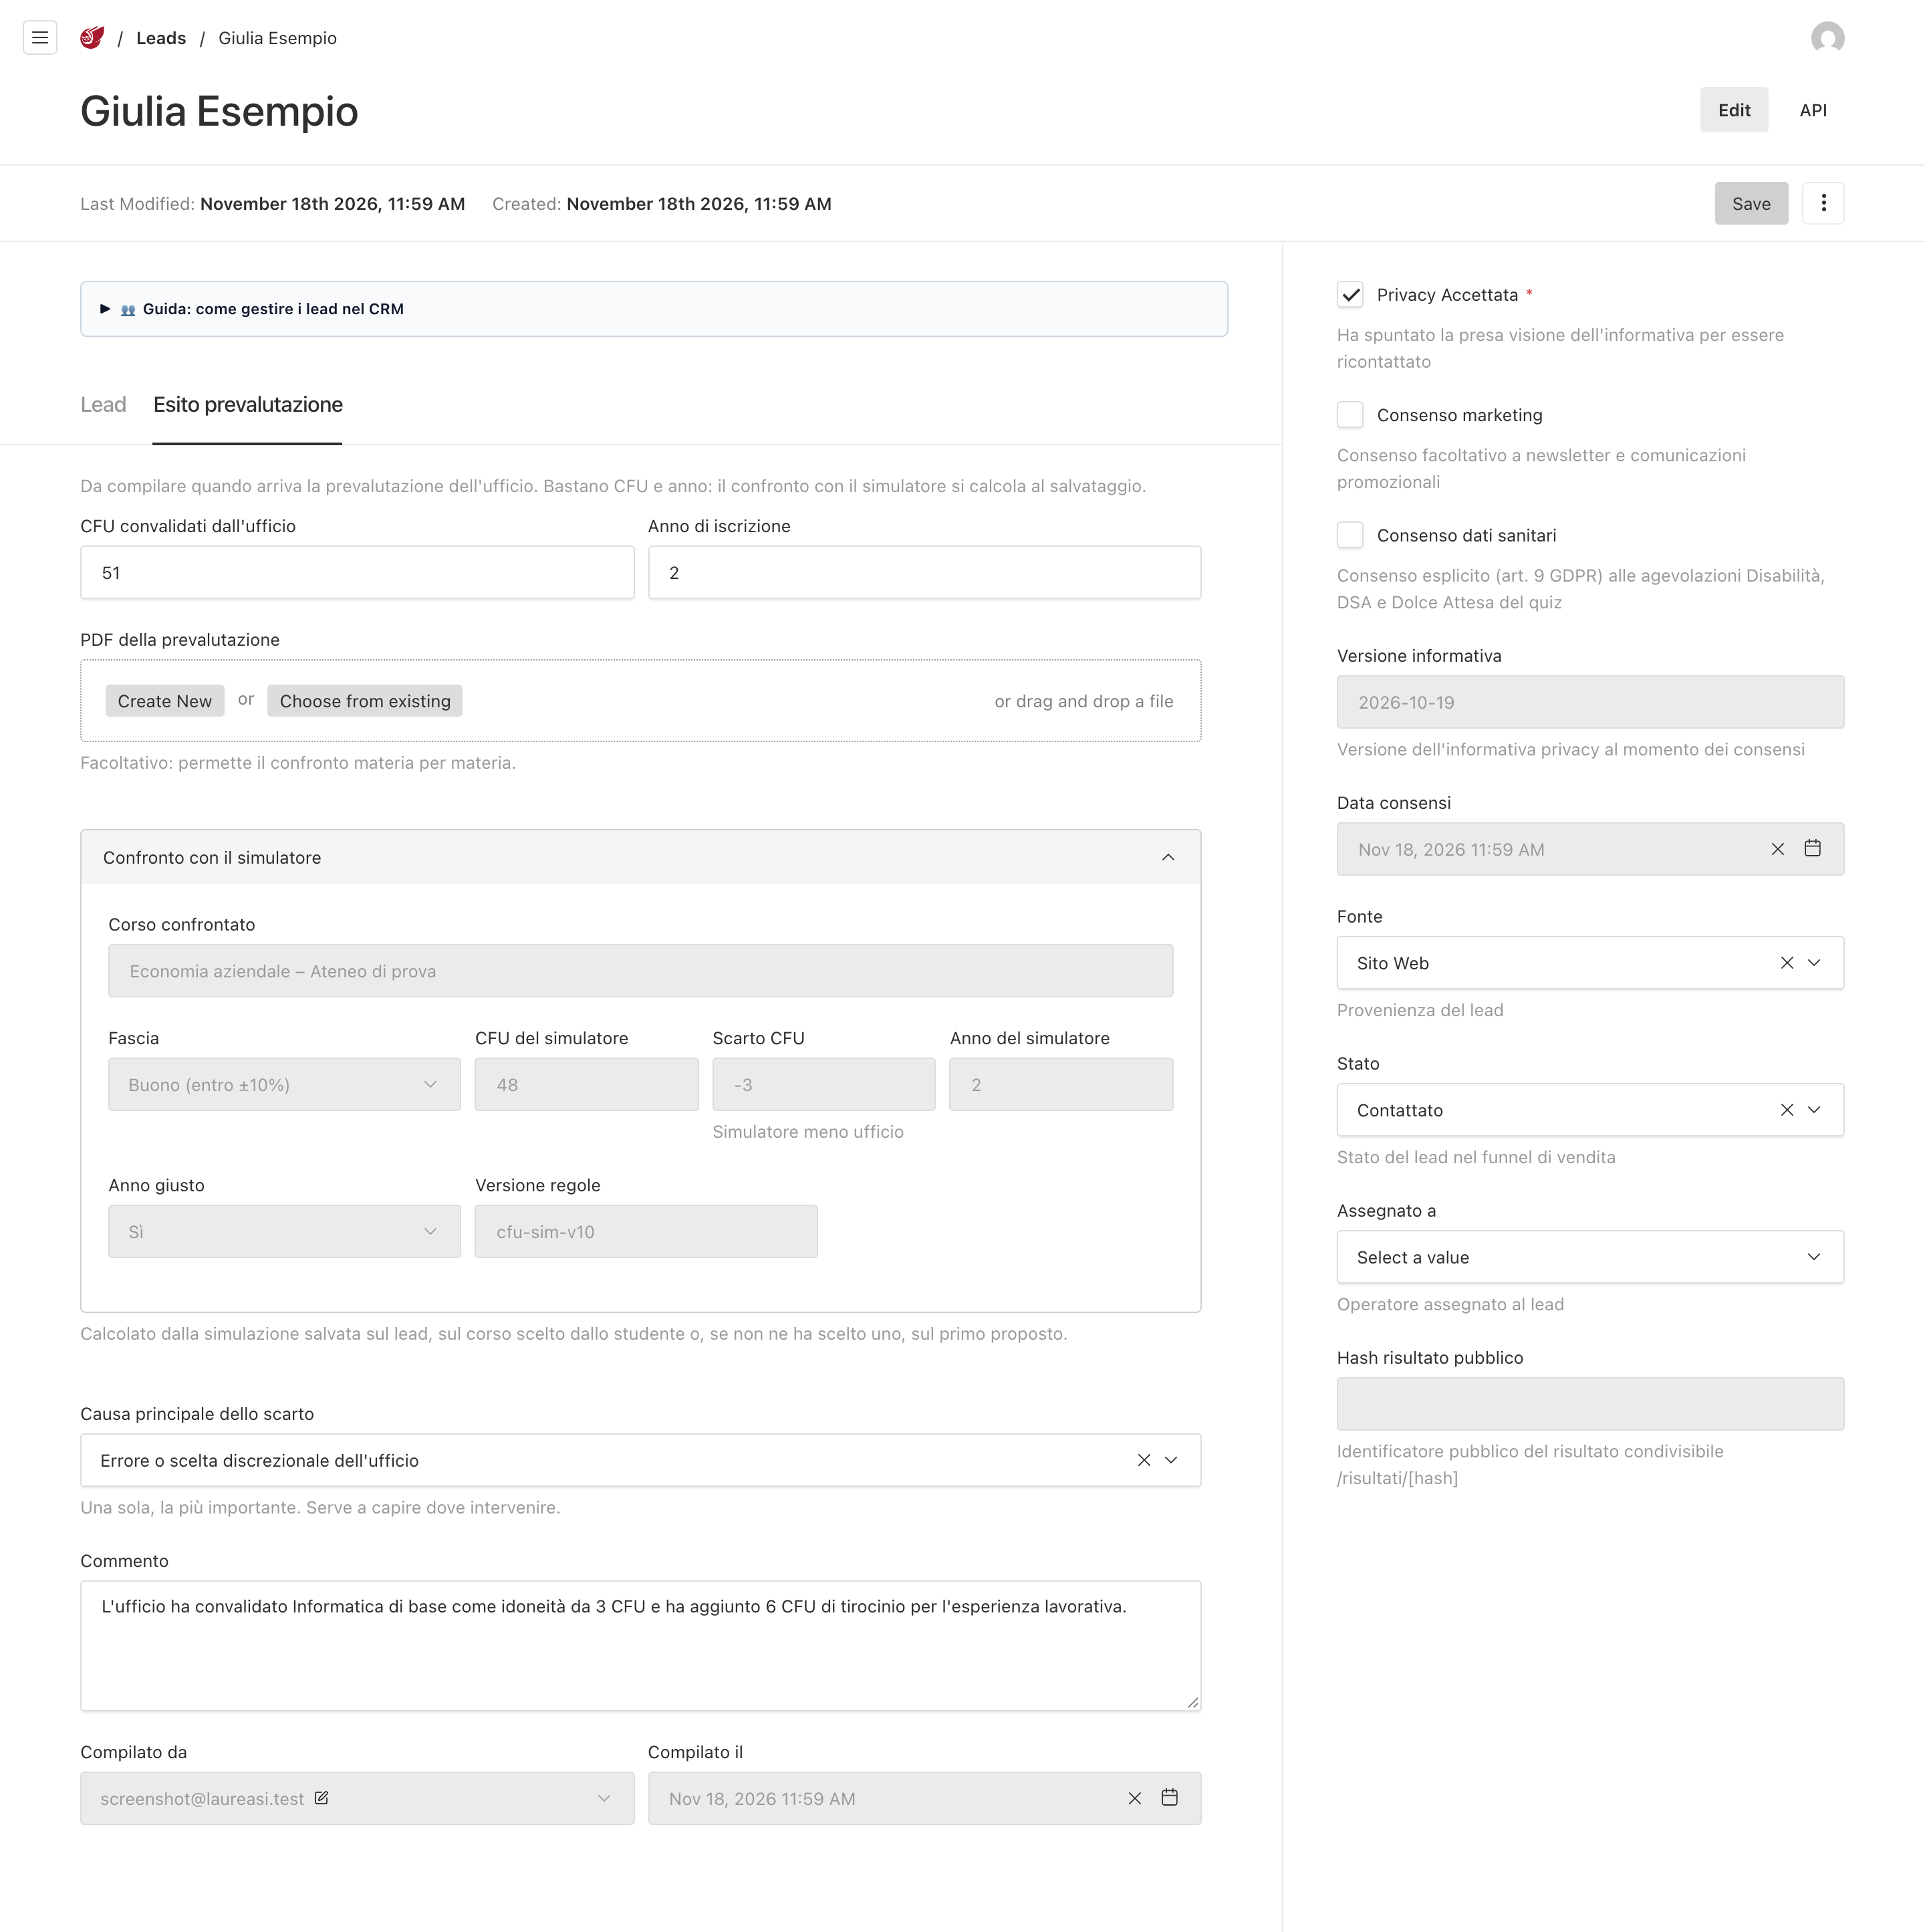 / Leads / Giulia Esempio
Giulia Esempio
Edit API
Last Modified: November 18th 2026, 11:59 AM Created: November 18th 2026, 11:59 AM
Save
Guida: come gestire i lead nel CRM
Lead Esito prevalutazione
Da compilare quando arriva la prevalutazione dell'ufficio. Bastano CFU e anno: il confronto con il simulatore si calcola al salvataggio.
CFU convalidati dall'ufficio Anno di iscrizione
51 2
PDF della prevalutazione
Create New or Choose from existing or drag and drop a file
Facoltativo: permette il confronto materia per materia.
Confronto con il simulatore
Corso confrontato
Economia aziendale – Ateneo di prova
Fascia CFU del simulatore Scarto CFU Anno del simulatore
Buono (entro ±10%) 48 -3 2
Simulatore meno ufficio
Anno giusto Versione regole
Sì cfu-sim-v10
Calcolato dalla simulazione salvata sul lead, sul corso scelto dallo studente o, se non ne ha scelto uno, sul primo proposto.
Causa principale dello scarto
Errore o scelta discrezionale dell'ufficio
Una sola, la più importante. Serve a capire dove intervenire.
Commento
L'ufficio ha convalidato Informatica di base come idoneità da 3 CFU e ha aggiunto 6 CFU di tirocinio per l'esperienza lavorativa.
Compilato da Compilato il
screenshot@laureasi.test Nov 18, 2026 11:59 AM
Privacy Accettata *
Ha spuntato la presa visione dell'informativa per essere
ricontattato
Consenso marketing
Consenso facoltativo a newsletter e comunicazioni
promozionali
Consenso dati sanitari
Consenso esplicito (art. 9 GDPR) alle agevolazioni Disabilità,
DSA e Dolce Attesa del quiz
Versione informativa
2026-10-19
Versione dell'informativa privacy al momento dei consensi
Data consensi
Nov 18, 2026 11:59 AM
Fonte
Sito Web
Provenienza del lead
Stato
Contattato
Stato del lead nel funnel di vendita
Assegnato a
Select a value
Operatore assegnato al lead
Hash risultato pubblico
Identificatore pubblico del risultato condivisibile
/risultati/[hash]